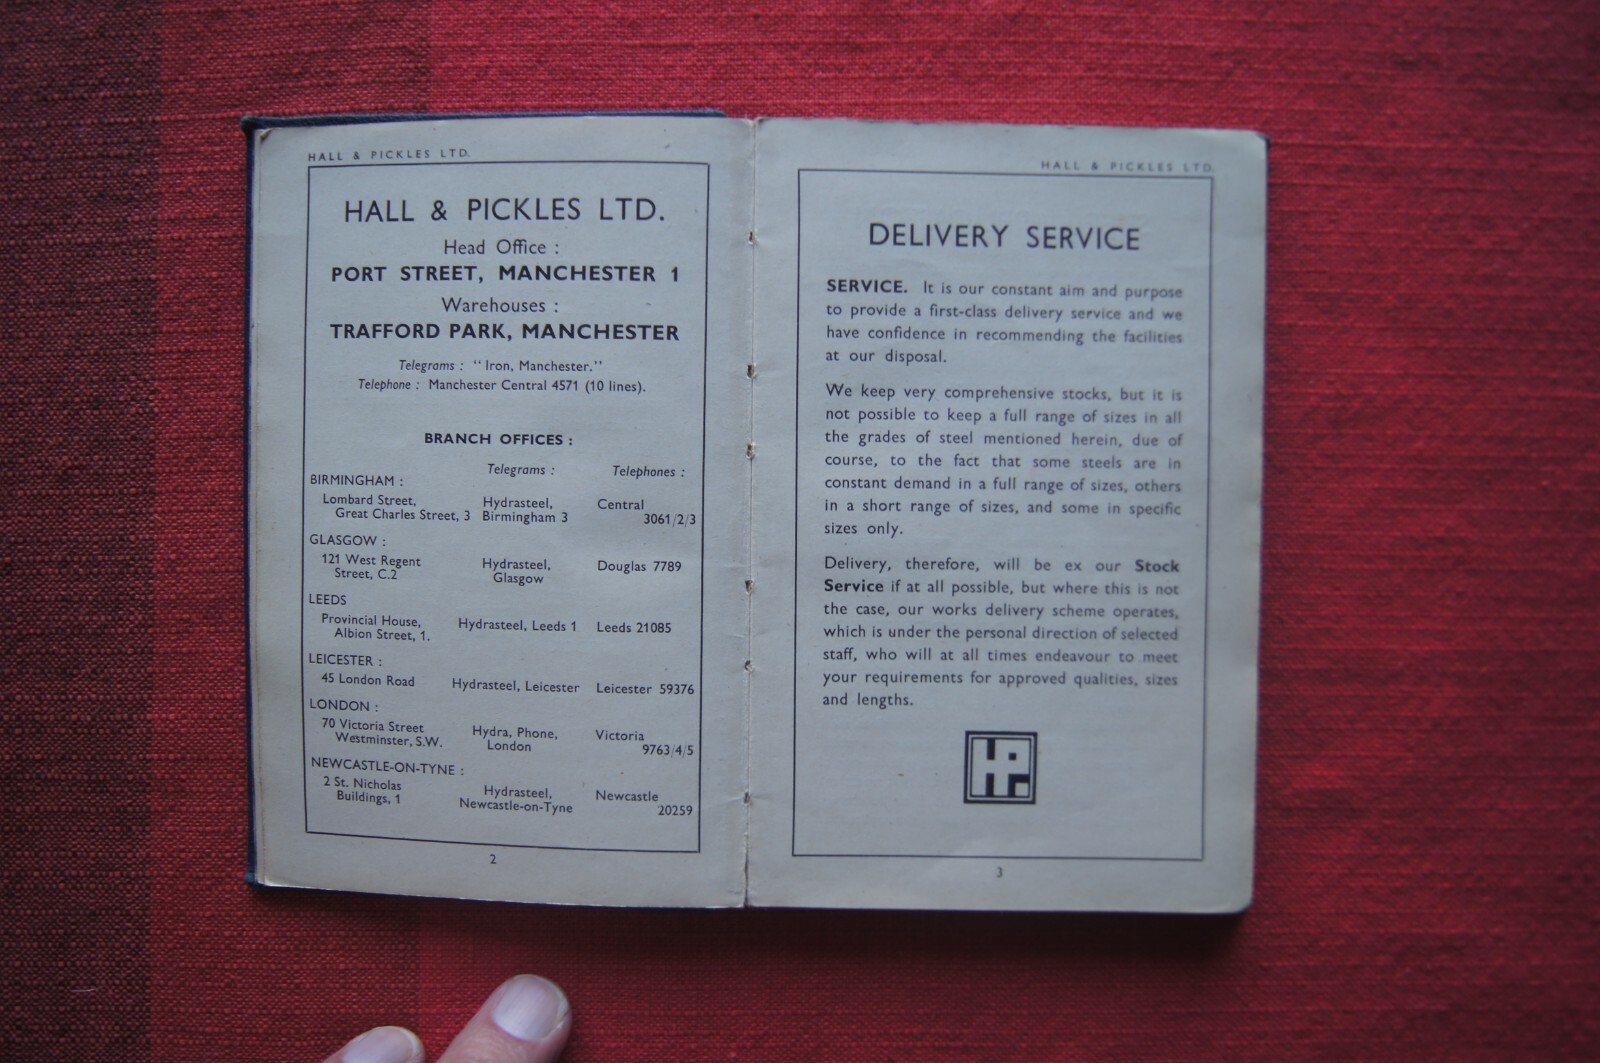 HALL & PICKLES LTD.
HALL & PICKLES LTD.
Head Office :
PORT STREET, MANCHESTER 1
Warehouses :
TRAFFORD PARK, MANCHESTER
Telegrams : "Iron, Manchester."
Telephone : Manchester Central 4571 (10 lines).
BRANCH OFFICES :
Telegrams : Telephones :
BIRMINGHAM :
Lombard Street, Hydrasteel, Central
Great Charles Street, 3 Birmingham 3 3061/2/3
GLASGOW :
121 West Regent Hydrasteel, Douglas 7789
Street, C.2 Glasgow
LEEDS
Provincial House, Hydrasteel, Leeds 1 Leeds 21085
Albion Street, 1.
LEICESTER :
45 London Road Hydrasteel, Leicester Leicester 59376
LONDON :
70 Victoria Street Hydra, Phone, Victoria
Westminster, S.W. London 9763/4/5
NEWCASTLE-ON-TYNE :
2 St. Nicholas Hydrasteel, Newcastle
Buildings, 1 Newcastle-on-Tyne 20259
2
HALL & PICKLES LTD.
DELIVERY SERVICE
SERVICE. It is our constant aim and purpose
to provide a first-class delivery service and we
have confidence in recommending the facilities
at our disposal.
We keep very comprehensive stocks, but it is
not possible to keep a full range of sizes in all
the grades of steel mentioned herein, due of
course, to the fact that some steels are in
constant demand in a full range of sizes, others
in a short range of sizes, and some in specific
sizes only.
Delivery, therefore, will be ex our Stock
Service if at all possible, but where this is not
the case, our works delivery scheme operates,
which is under the personal direction of selected
staff, who will at all times endeavour to meet
your requirements for approved qualities, sizes
and lengths.
HP
3